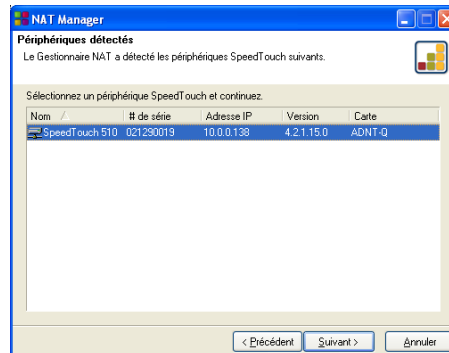 NAT Manager
Périphériques détectés
Le Gestionnaire NAT a détecté les périphériques SpeedTouch suivants.
Sélectionnez un périphérique SpeedTouch et continuez.
Nom # de série Adresse IP Version Carte
SpeedTouch 510 021290019 10.0.0.138 4.2.1.15.0 ADNT-Q
< Précédent Suivant > Annuler